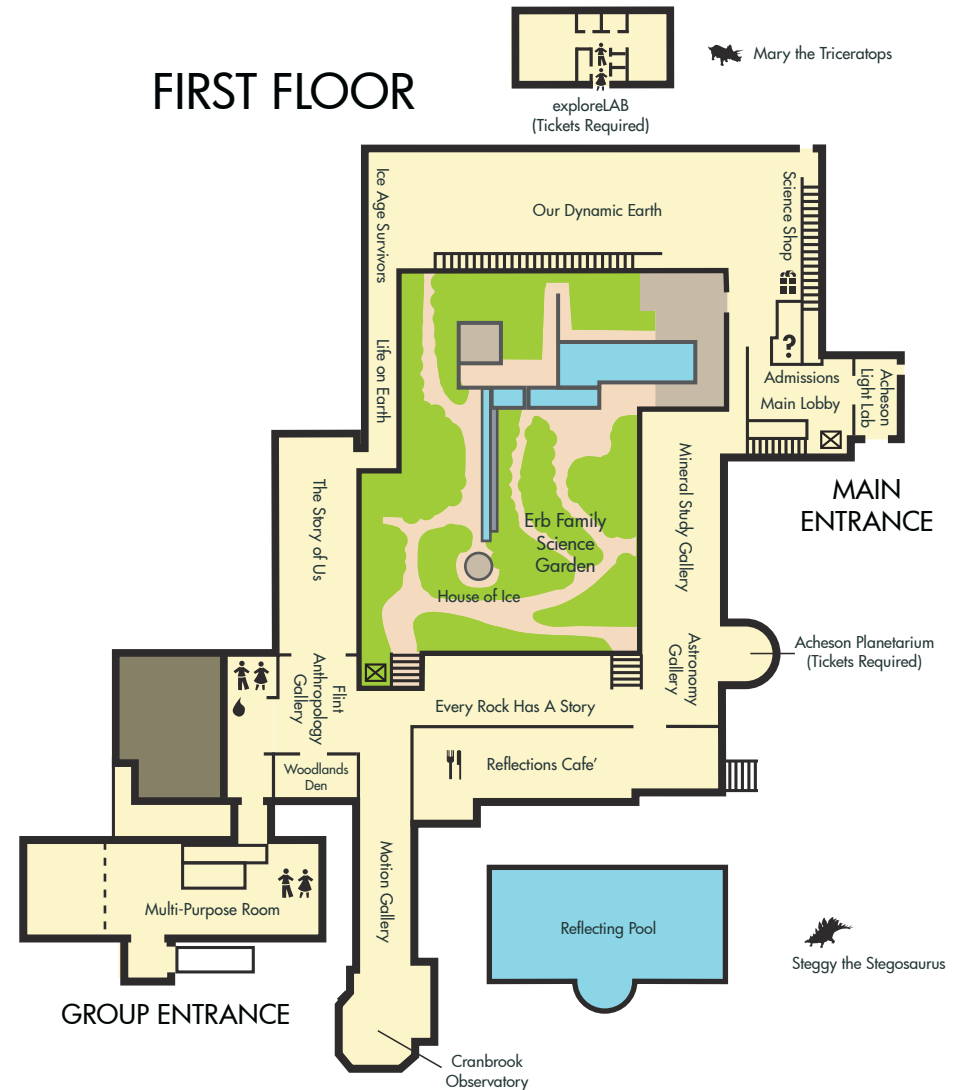 FIRST FLOOR
Mary the Triceratops
exploreLAB
(Tickets Required)
Ice Age Survivors
Our Dynamic Earth
Science Shop
Life on Earth
?
Admissions
Main Lobby
Acheson
Light Lab
MAIN
ENTRANCE
The Story of Us
Mineral Study Gallery
Erb Family
Science
Garden
House of Ice
Acheson Planetarium
(Tickets Required)
Astronomy
Gallery
Flint
Anthropology
Gallery
Every Rock Has A Story
Reflections Cafe'
Woodlands
Den
Motion Gallery
Multi-Purpose Room
Reflecting Pool
Steggy the Stegosaurus
GROUP ENTRANCE
Cranbrook
Observatory